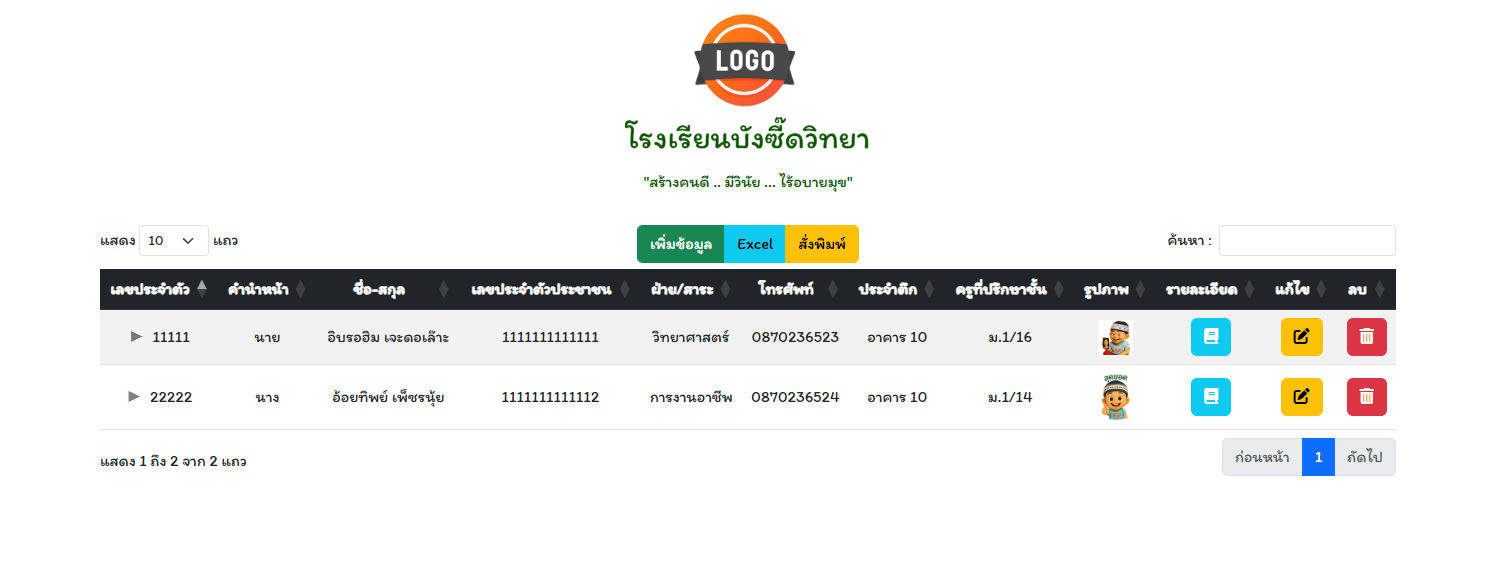 LOGO
โรงเรียนบังซี๊ดวิทยา
"สร้างคนดี .. มีวินัย ... ไร้อบายมุข"
แสดง 10 แถว เพิ่มข้อมูล Excel สั่งพิมพ์ ค้นหา :
เลขประจำตัว คำนำหน้า ชื่อ-สกุล เลขประจำตัวประชาชน ฝ่าย/สาระ โทรศัพท์ ประจำตึก ครูที่ปรึกษาชั้น รูปภาพ รายละเอียด แก้ไข ลบ
11111 นาย อิบรอฮิม เจะดอเล๊าะ 1111111111111 วิทยาศาสตร์ 0870236523 อาคาร 10 ม.1/16
สุดยอด
22222 นาง อ้อยทิพย์ เพ็ชรนุ้ย 1111111111112 การงานอาชีพ 0870236524 อาคาร 10 ม.1/14
แสดง 1 ถึง 2 จาก 2 แถว ก่อนหน้า 1 ถัดไป